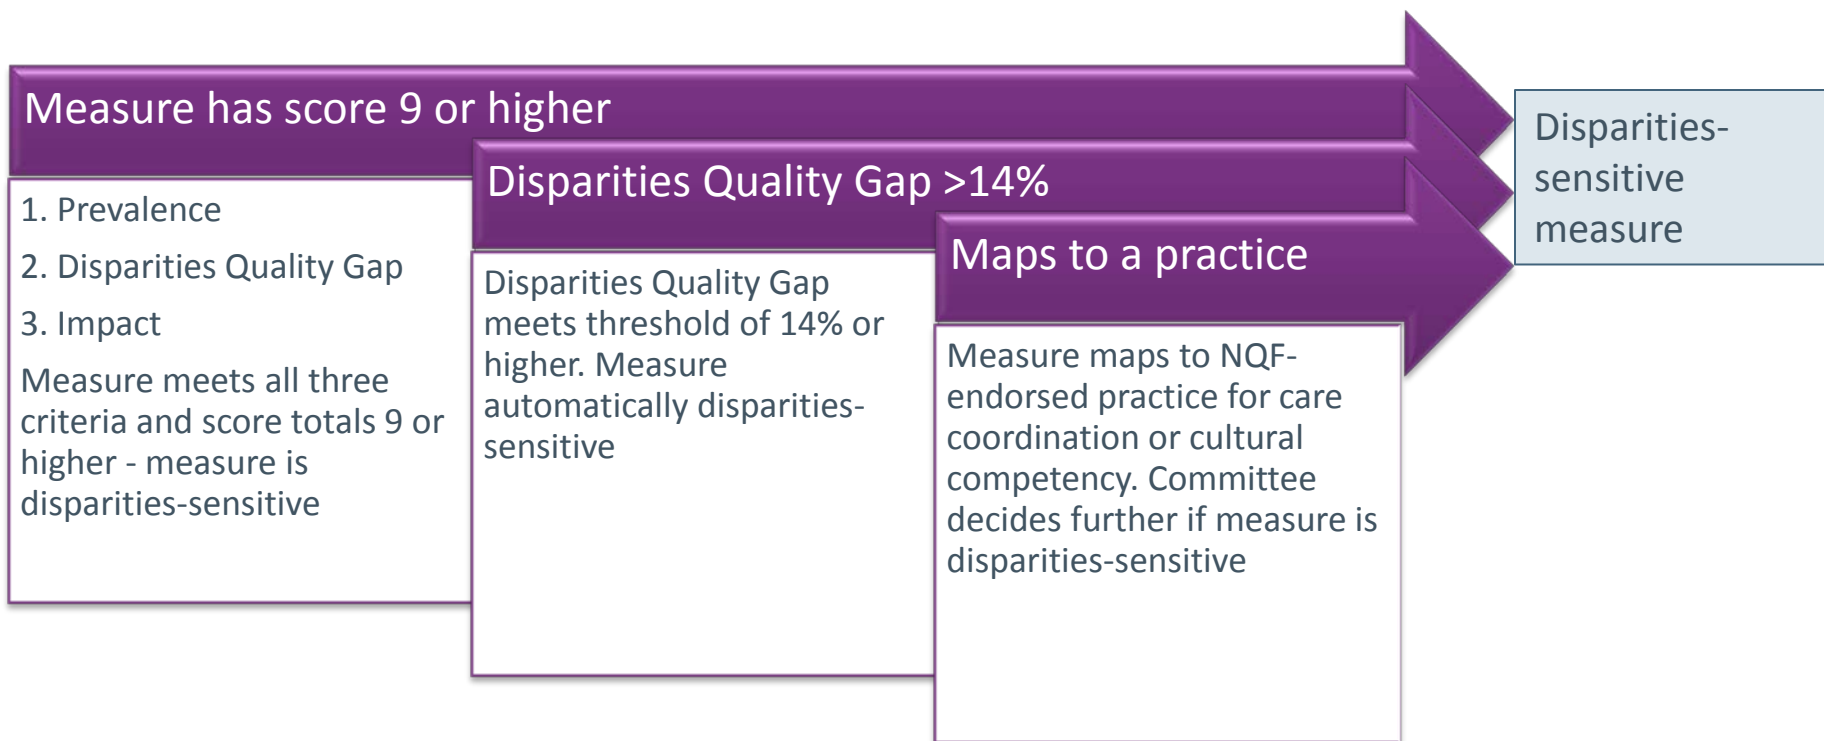 Measure has score 9 or higher
1. Prevalence
2. Disparities Quality Gap
3. Impact
Measure meets all three
criteria and score totals 9 or
higher - measure is
disparities-sensitive
Disparities Quality Gap >14%
Disparities Quality Gap
meets threshold of 14% or
higher. Measure
automatically disparities-
sensitive
Maps to a practice
Measure maps to NQF-
endorsed practice for care
coordination or cultural
competency. Committee
decides further if measure is
disparities-sensitive
Disparities-
sensitive
measure